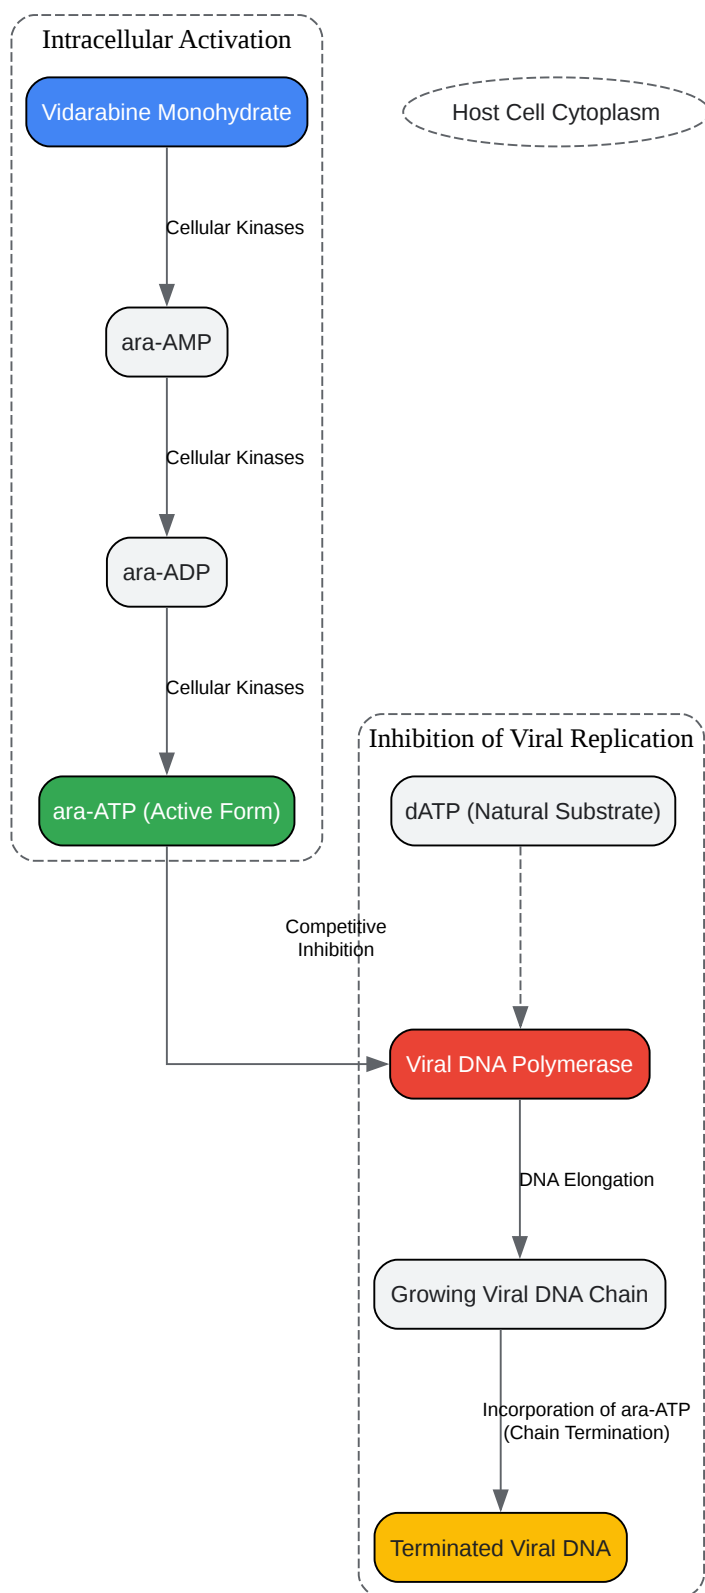 Intracellular Activation
Vidarabine Monohydrate
Host Cell Cytoplasm
Cellular Kinases
ara-AMP
Cellular Kinases
ara-ADP
Cellular Kinases
Inhibition of Viral Replication
ara-ATP (Active Form)
dATP (Natural Substrate)
Competitive
Inhibition
Viral DNA Polymerase
DNA Elongation
Growing Viral DNA Chain
Incorporation of ara-ATP
(Chain Termination)
Terminated Viral DNA